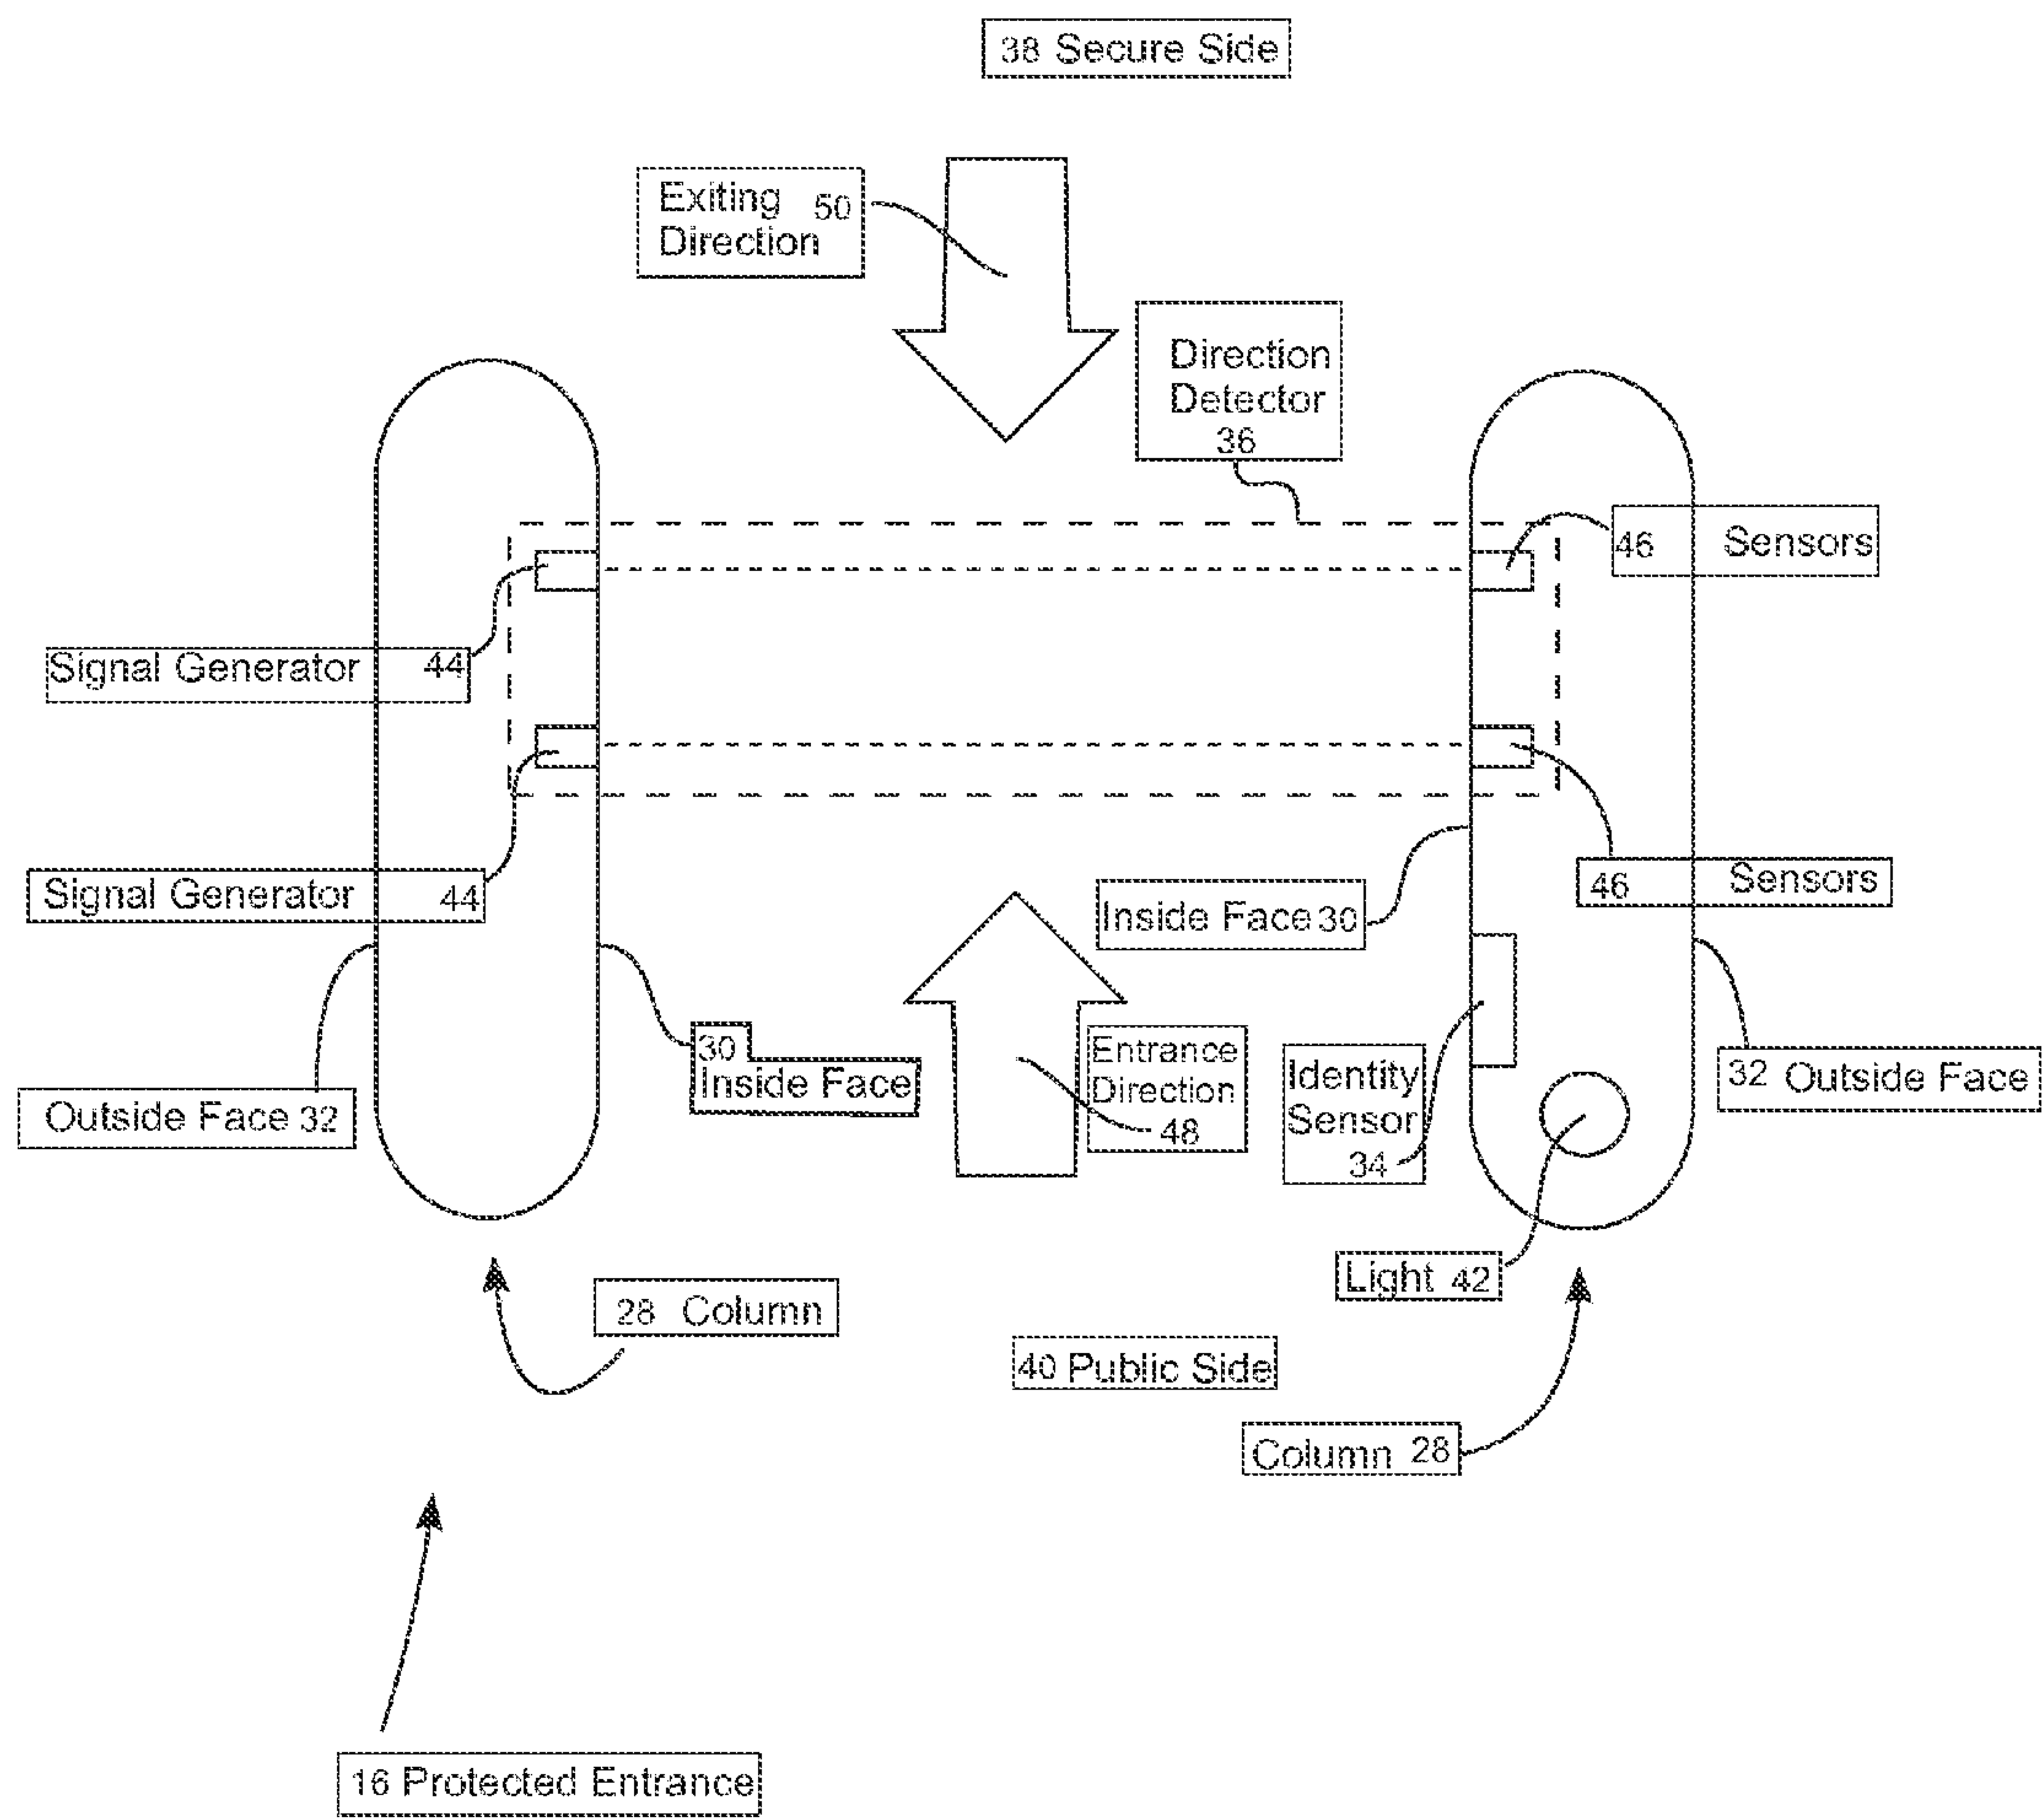 38 Secure Side
Exiting 50
Direction
Direction
Detector
36
46 Sensors
Signal Generator 44
Signal Generator 44
46 Sensors
Inside Face 30
30
Inside Face
Entrance
Direction
48
Identity
Sensor
34
32 Outside Face
Outside Face 32
Light 42
28 Column
40 Public Side
Column 28
16 Protected Entrance